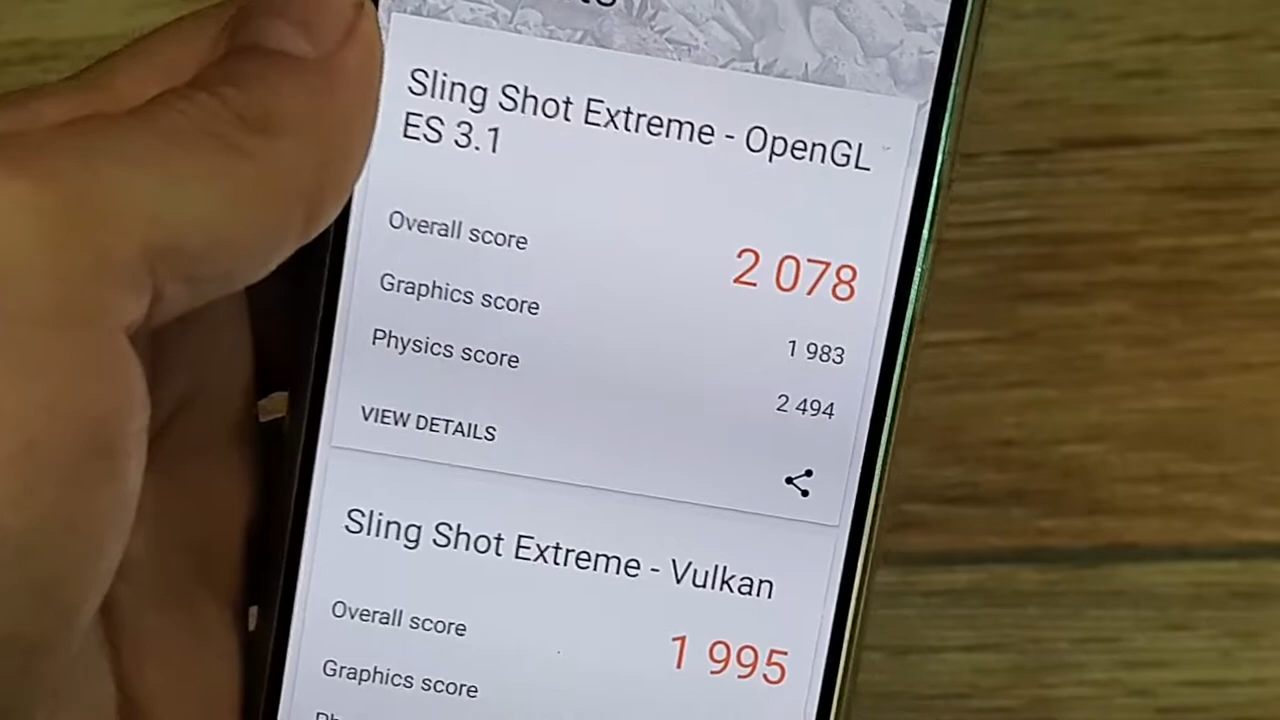 Sling Shot Extreme - OpenGL
ES 3.1
Overall score 2 078
Graphics score 1 983
Physics score 2 494
VIEW DETAILS
Sling Shot Extreme - Vulkan
Overall score 1 995
Graphics score